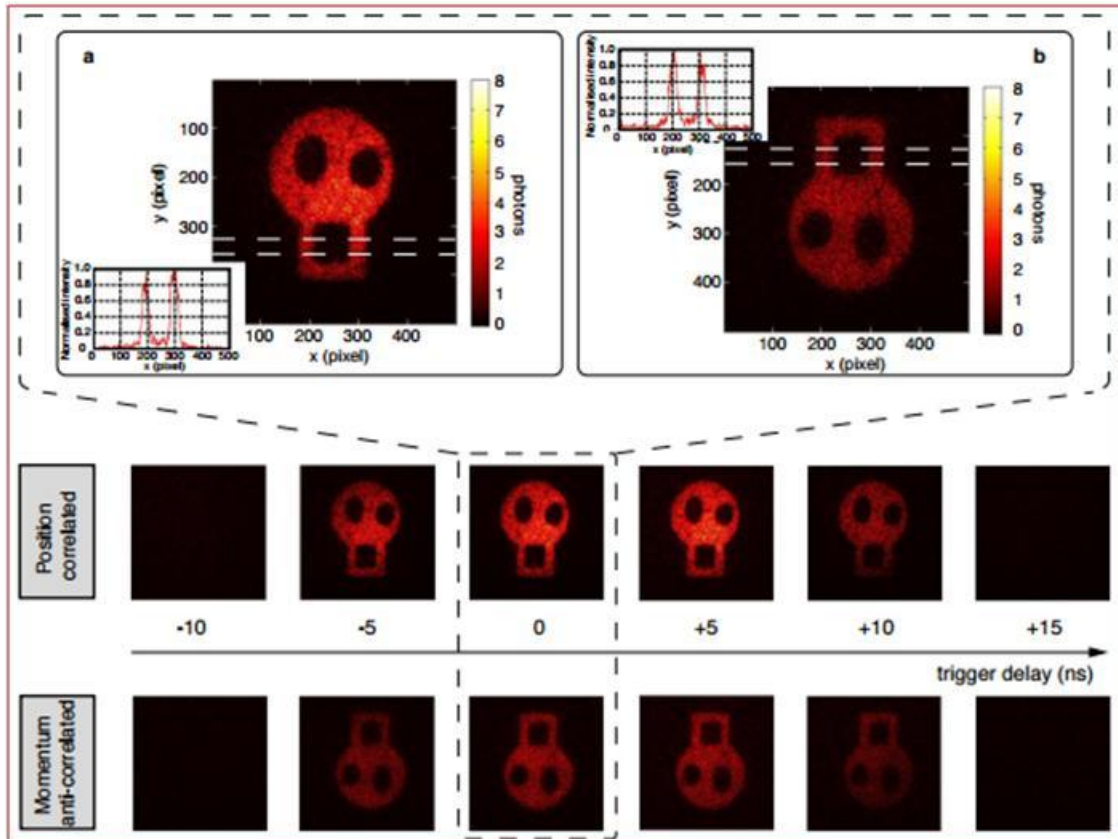 a
100
200
300
y (pixel)
100 200 300 400
x (pixel)
8
7
6
5
4
3
2
1
0
photons
Normalised intensity
1.0
0.8
0.6
0.4
0.2
0
0 100 200 300 400 500
x (pixel)
b
Normalised intensity
1.0
0.8
0.6
0.4
0.2
0
0 100 200 300 400 500
x (pixel)
200
300
400
y (pixel)
100 200 300 400
x (pixel)
8
7
6
5
4
3
2
1
0
photons
Position
correlated
-10 -5 0 +5 +10 +15
trigger delay (ns)
Momentum
anti-correlated